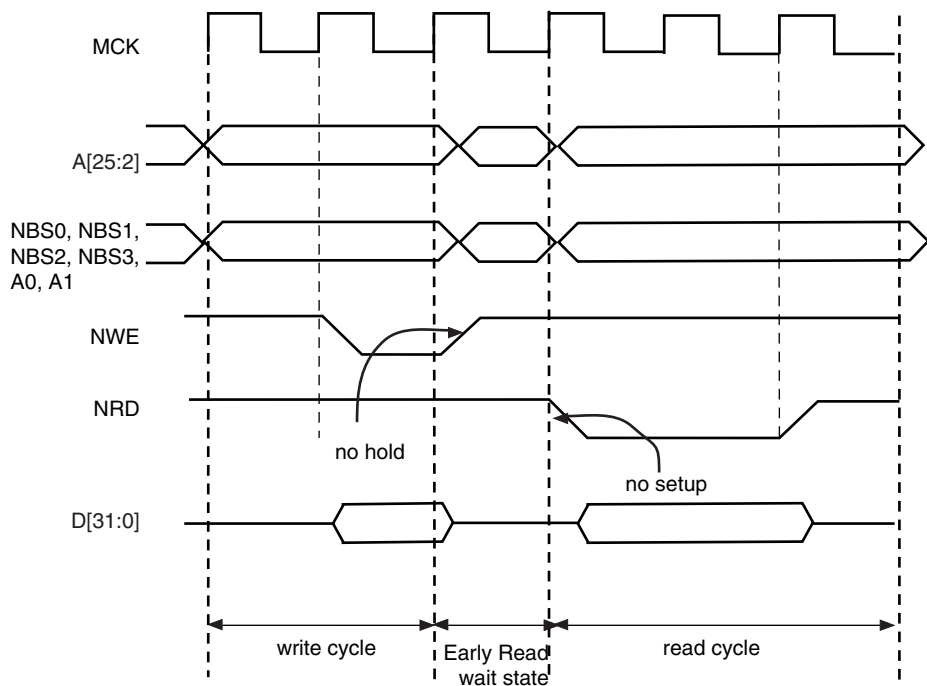 MCK
A[25:2]
NBS0, NBS1,
NBS2, NBS3,
A0, A1
NWE
NRD
no hold
no setup
D[31:0]
write cycle
Early Read
wait state
read cycle